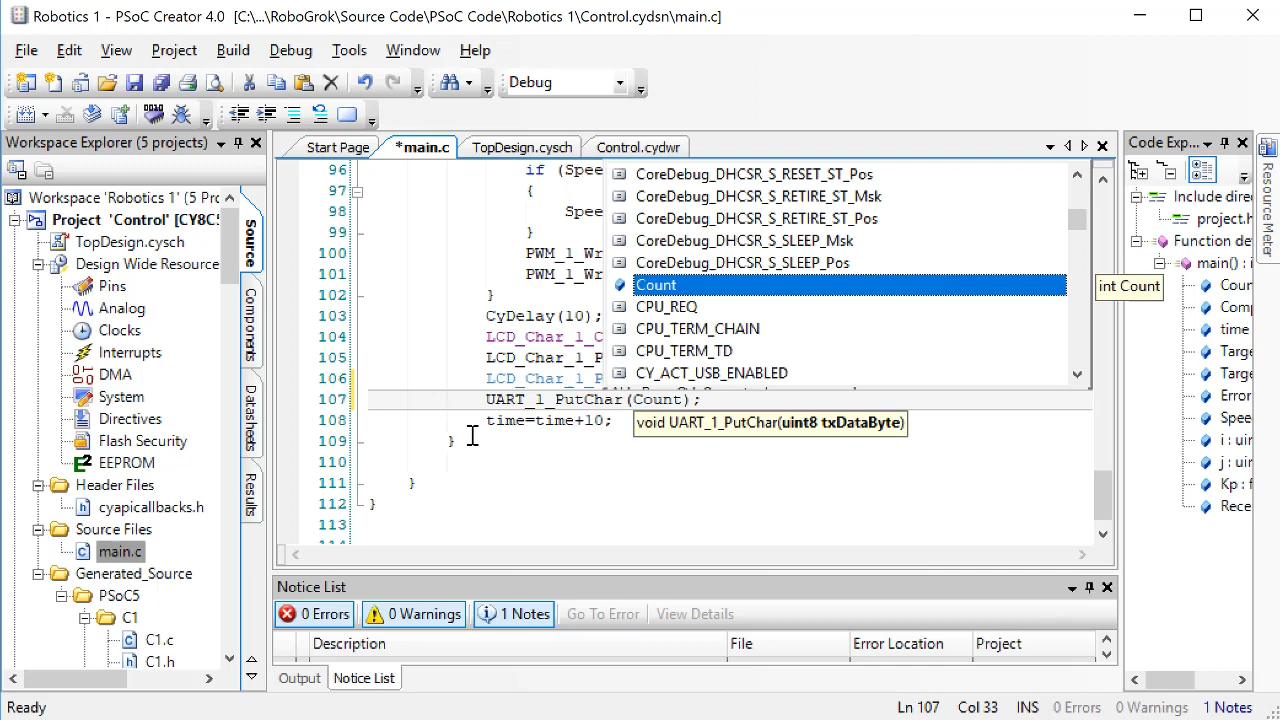 Robotics 1 - PSoC Creator 4.0 [C:\...\RoboGrok\Source Code\PSoC Code\Robotics 1\Control.cydsn\main.c]
File Edit View Project Build Debug Tools Window Help
Debug
Workspace Explorer (5 projects)
Workspace 'Robotics 1' (5 Prc
Project 'Control' [CY8C5
TopDesign.cysch
Design Wide Resource
Pins
Analog
Clocks
Interrupts
DMA
System
Directives
Flash Security
EEPROM
Header Files
cyapicallbacks.h
Source Files
main.c
Generated_Source
PSoC5
C1
C1.c
C1.h
Source
Components
Datasheets
Results
Start Page *main.c TopDesign.cysch Control.cydwr
96 if (Spee
97 {
98 Spee
99 }
100 PWM_1_Wr
101 PWM_1_Wr
102 }
103 CyDelay(10);
104 LCD_Char_1_C
105 LCD_Char_1_P
106 LCD_Char_1_P
107 UART_1_PutChar(Count);
108 time=time+10;
109 }
110
111 }
112 }
113
CoreDebug_DHCSR_S_RESET_ST_Pos
CoreDebug_DHCSR_S_RETIRE_ST_Msk
CoreDebug_DHCSR_S_RETIRE_ST_Pos
CoreDebug_DHCSR_S_SLEEP_Msk
CoreDebug_DHCSR_S_SLEEP_Pos
Count
CPU_REQ
CPU_TERM_CHAIN
CPU_TERM_TD
CY_ACT_USB_ENABLED
int Count
void UART_1_PutChar(uint8 txDataByte)
Code Exp...
Include direc
project.h
Function def
main() : i
Coun
Comp
time
Targe
Targe
Error
Speed
i : uin
j : uin
Kp : f
Rece
Resource Meter
Notice List
0 Errors 0 Warnings 1 Notes Go To Error View Details
Description File Error Location Project
Output Notice List
Ready Ln 107 Col 33 INS 0 Errors 0 Warnings 1 Notes